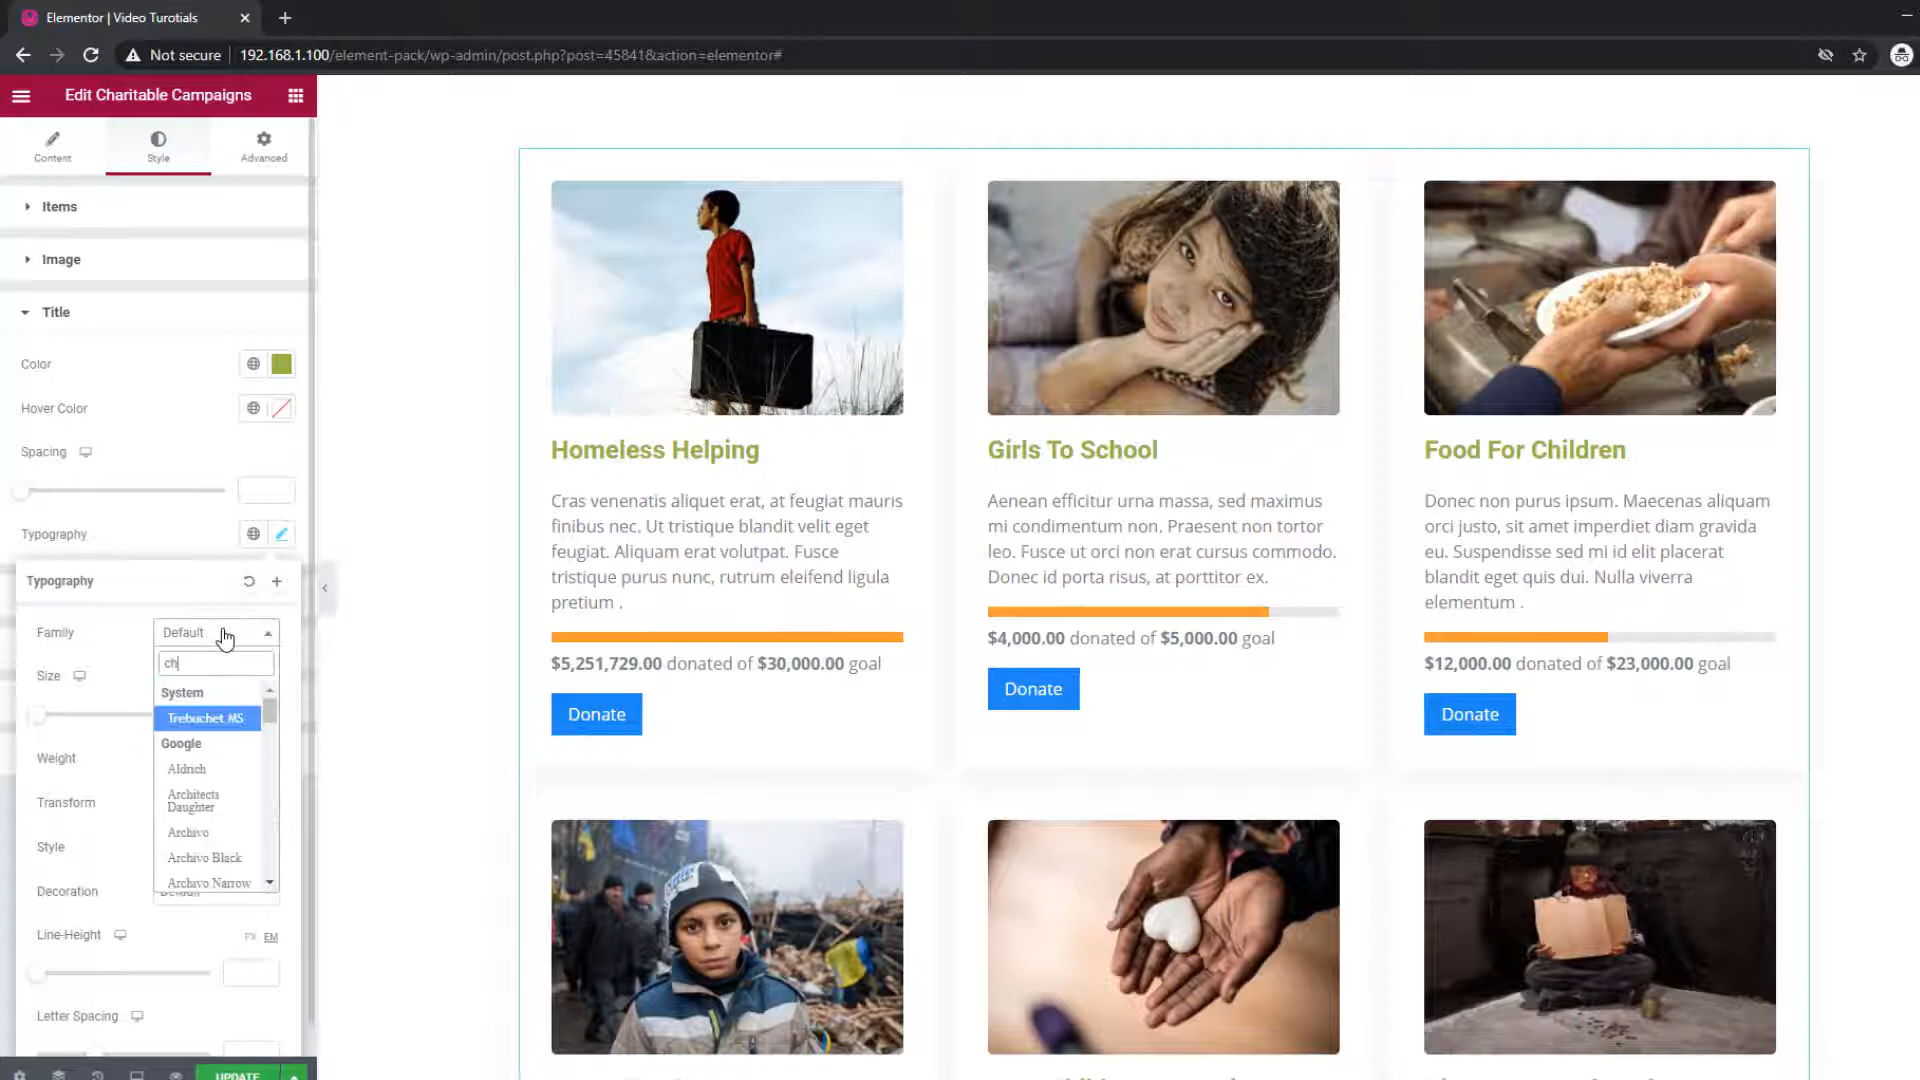 Elementor | Video Turotials
Not secure
192.168.1.100/element-pack/wp-admin/post.php?post=45841&action=elementor#
Edit Charitable Campaigns
Content
Style
Advanced
Items
Image
Title
Color
Hover Color
Spacing
Typography
Typography
Family
Default
ch
Size
System
Trebuchet MS
Google
Aldrich
Architects
Daughter
Archivo
Archivo Black
Archivo Narrow
Weight
Transform
Style
Decoration
Default
Line-Height
PX EM
Letter Spacing
UPDATE
Homeless Helping
Cras venenatis aliquet erat, at feugiat mauris
finibus nec. Ut tristique blandit velit eget
feugiat. Aliquam erat volutpat. Fusce
tristique purus nunc, rutrum eleifend ligula
pretium .
$5,251,729.00 donated of $30,000.00 goal
Donate
Girls To School
Aenean efficitur urna massa, sed maximus
mi condimentum non. Praesent non tortor
leo. Fusce ut orci non erat cursus commodo.
Donec id porta risus, at porttitor ex.
$4,000.00 donated of $5,000.00 goal
Donate
Food For Children
Donec non purus ipsum. Maecenas aliquam
orci justo, sit amet imperdiet diam gravida
eu. Suspendisse sed mi id elit placerat
blandit eget quis dui. Nulla viverra
elementum .
$12,000.00 donated of $23,000.00 goal
Donate